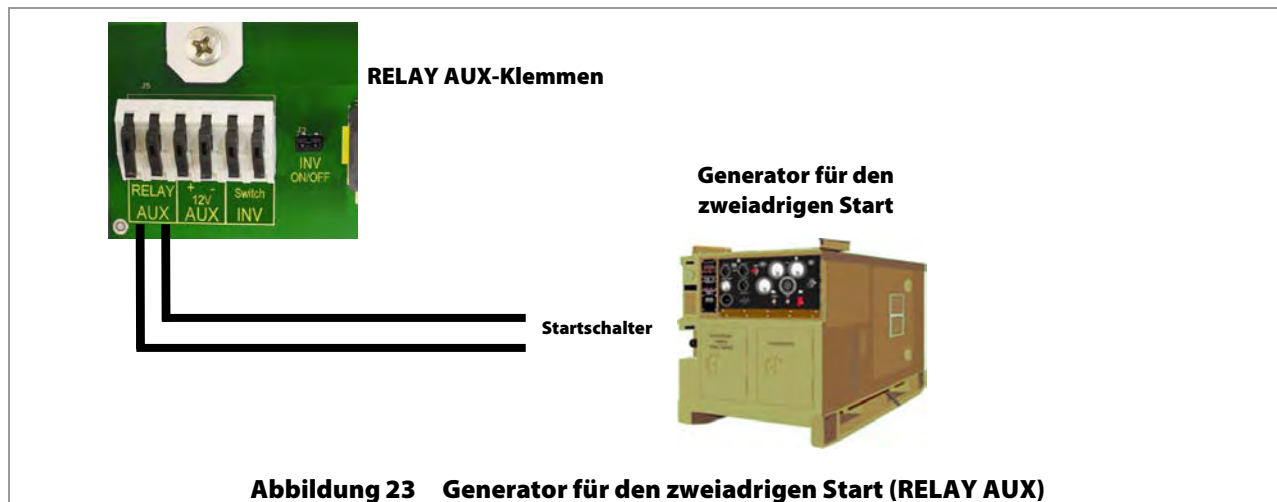 J5
RELAY AUX-Klemmen
J2
INV
ON/OFF
RELAY
AUX
+ -
12V
AUX
Switch
INV
Generator für den
zweiadrigen Start
Startschalter
Abbildung 23 Generator für den zweiadrigen Start (RELAY AUX)